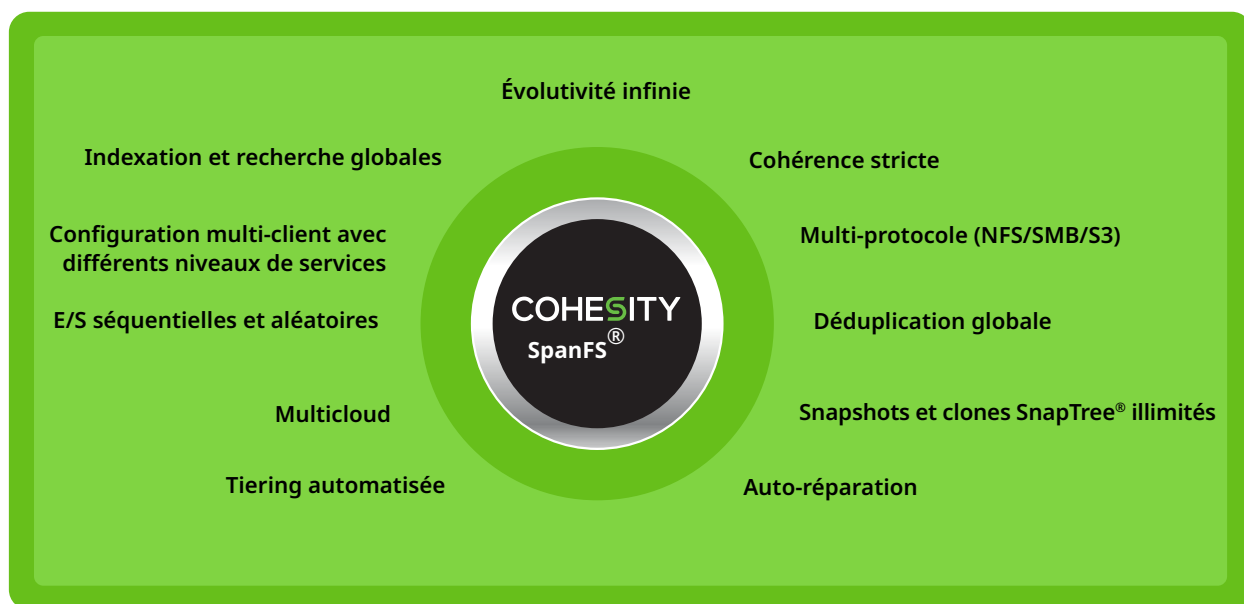 Évolutivité infinie
Indexation et recherche globales
Cohérence stricte
Configuration multi-client avec
différents niveaux de services
Multi-protocole (NFS/SMB/S3)
E/S séquentielles et aléatoires
COHESITY
SpanFS®
Déduplication globale
Multicloud
Snapshots et clones SnapTree® illimités
Tiering automatisée
Auto-réparation